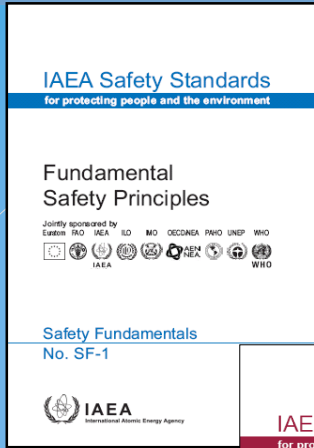 IAEA Safety Standards
for protecting people and the environment
Fundamental
Safety Principles
Jointly sponsored by
Euratom FAO IAEA ILO IMO OECD/NEA PAHO UNEP WHO
AEN
NEA
IAEA
WHO
Safety Fundamentals
No. SF-1
IAEA
International Atomic Energy Agency
IAE
for pro